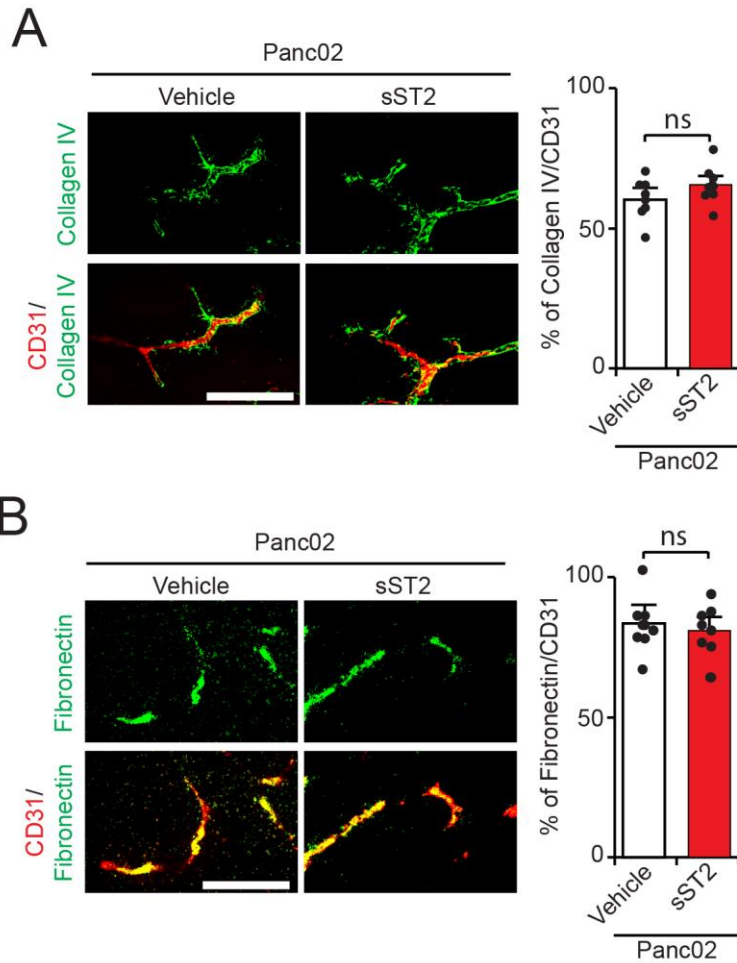 A
Panc02
Vehicle
sST2
Collagen IV
CD31/
Collagen IV
% of Collagen IV/CD31
100
50
0
ns
Vehicle
sST2
Panc02
B
Panc02
Vehicle
sST2
Fibronectin
CD31/
Fibronectin
% of Fibronectin/CD31
100
50
0
ns
Vehicle
sST2
Panc02